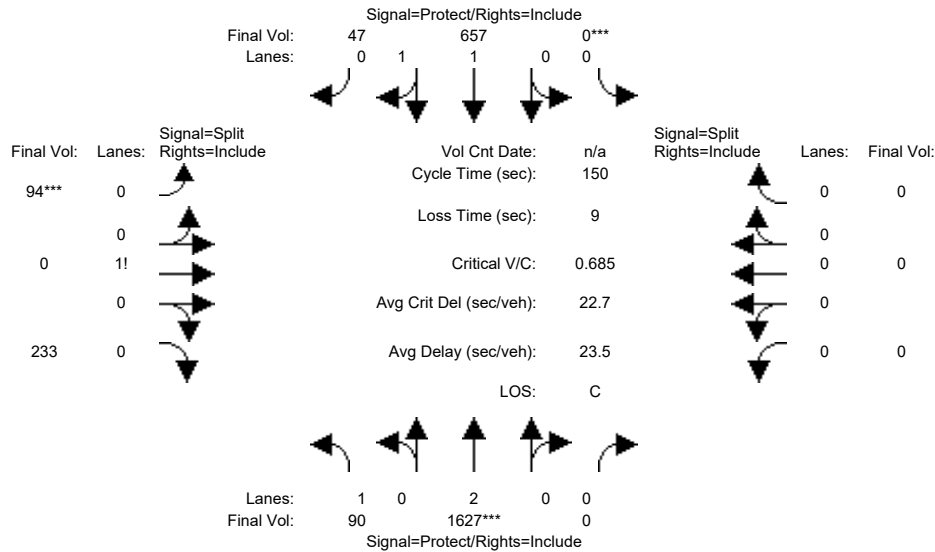 Signal=Protect/Rights=Include
Final Vol: 47 657 0***
Lanes: 0 1 1 0 0
Signal=Split
Final Vol: Lanes: Rights=Include
Vol Cnt Date: n/a
Signal=Split
Rights=Include Lanes: Final Vol:
Cycle Time (sec): 150
94*** 0
0 0
Loss Time (sec): 9
0
0
0 1!
Critical V/C: 0.685
0 0
0
Avg Crit Del (sec/veh): 22.7
0
233 0
Avg Delay (sec/veh): 23.5
0 0
LOS: C
Lanes: 1 0 2 0 0
Final Vol: 90 1627*** 0
Signal=Protect/Rights=Include